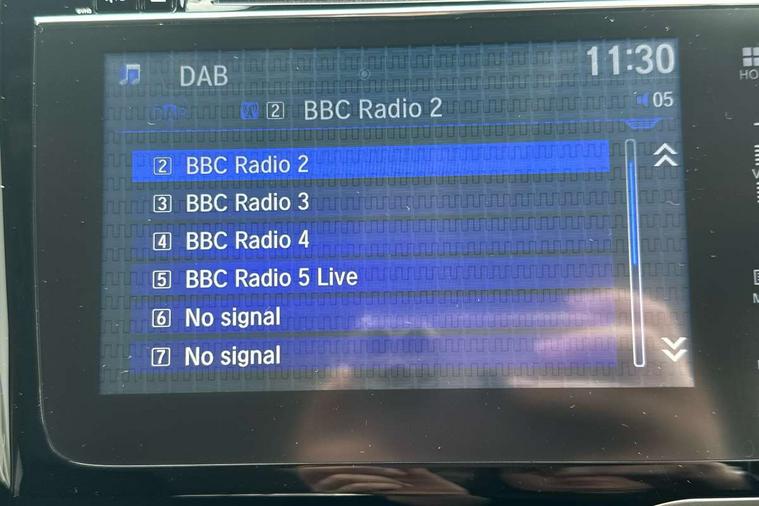 DAB
11:30
2 BBC Radio 2
05
2 BBC Radio 2
3 BBC Radio 3
4 BBC Radio 4
5 BBC Radio 5 Live
6 No signal
7 No signal